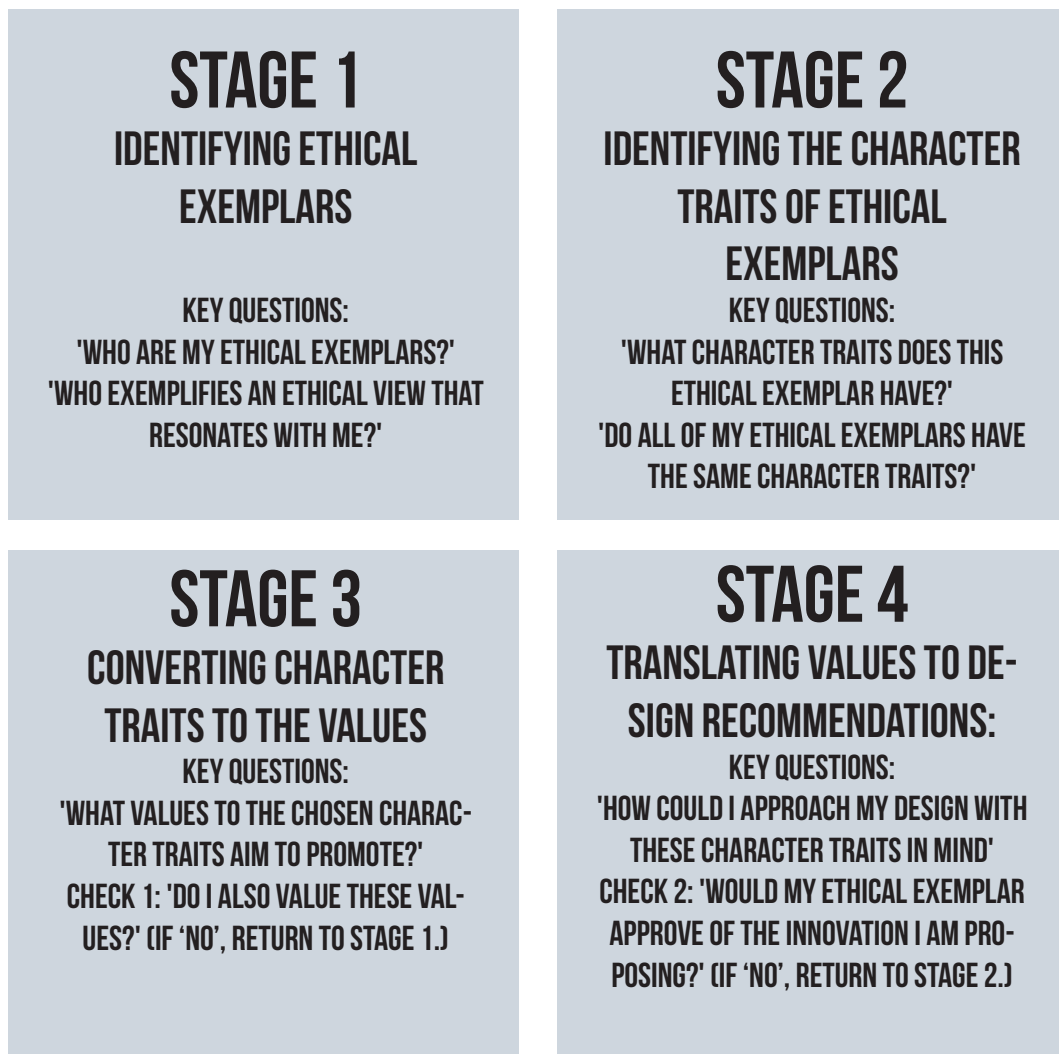 STAGE 1
IDENTIFYING ETHICAL
EXEMPLARS
KEY QUESTIONS:
'WHO ARE MY ETHICAL EXEMPLARS?'
'WHO EXEMPLIFIES AN ETHICAL VIEW THAT
RESONATES WITH ME?'
STAGE 2
IDENTIFYING THE CHARACTER
TRAITS OF ETHICAL
EXEMPLARS
KEY QUESTIONS:
'WHAT CHARACTER TRAITS DOES THIS
ETHICAL EXEMPLAR HAVE?'
'DO ALL OF MY ETHICAL EXEMPLARS HAVE
THE SAME CHARACTER TRAITS?'
STAGE 3
CONVERTING CHARACTER
TRAITS TO THE VALUES
KEY QUESTIONS:
'WHAT VALUES TO THE CHOSEN CHARAC-
TER TRAITS AIM TO PROMOTE?'
CHECK 1: 'DO I ALSO VALUE THESE VAL-
UES?' (IF ‘NO’, RETURN TO STAGE 1.)
STAGE 4
TRANSLATING VALUES TO DE-
SIGN RECOMMENDATIONS:
KEY QUESTIONS:
'HOW COULD I APPROACH MY DESIGN WITH
THESE CHARACTER TRAITS IN MIND'
CHECK 2: 'WOULD MY ETHICAL EXEMPLAR
APPROVE OF THE INNOVATION I AM PRO-
POSING?' (IF ‘NO’, RETURN TO STAGE 2.)